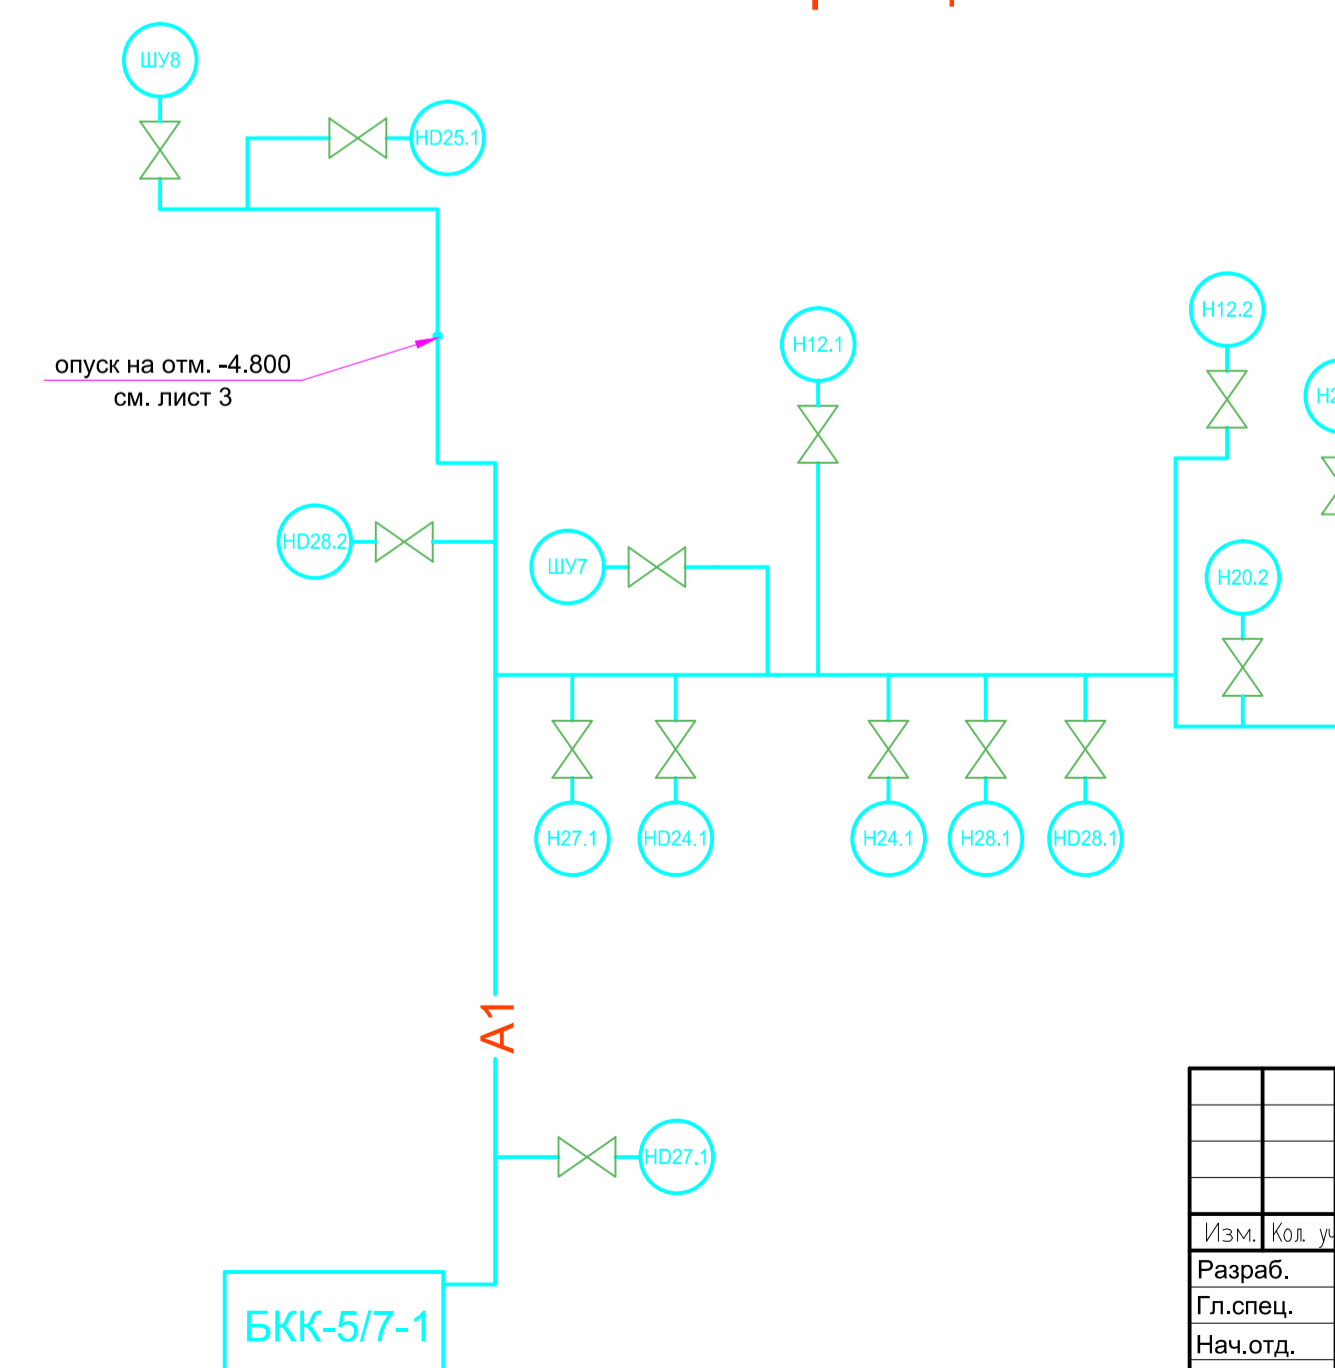 ШУ8
HD25.1
опуск на отм. -4.800
см. лист 3
H12.2
H12.1
HD28.2
ШУ7
H20.2
H27.1
HD24.1
H24.1
H28.1
HD28.1
А1
HD27.1
Изм.
Кол. уч
Разраб.
БКК-5/7-1
Гл.спец.
Нач.отд.